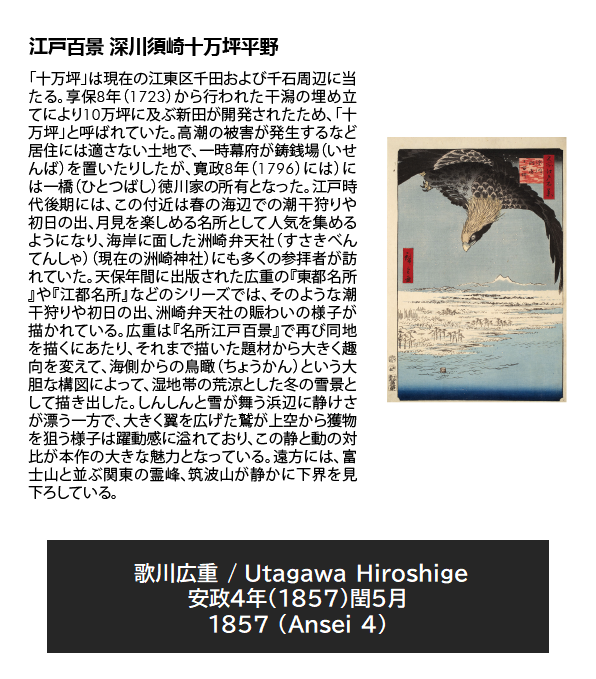 江戸百景 深川須崎十万坪平野
「十万坪」は現在の江東区千田および千石周辺に当
たる。享保8年（1723）から行われた干潟の埋め立
てにより10万坪に及ぶ新田が開発されたため、「十
万坪」と呼ばれていた。高潮の被害が発生するなど
居住には適さない土地で、一時幕府が鋳銭場（いせ
んば）を置いたりしたが、寛政8年（1796）には）に
は一橋（ひとつばし）徳川家の所有となった。江戸時
代後期には、この付近は春の海辺での潮干狩りや
初日の出、月見を楽しめる名所として人気を集める
ようになり、海岸に面した洲崎弁天社（すさきべん
てんしゃ）（現在の洲崎神社）にも多くの参拝者が訪
れていた。天保年間に出版された広重の『東都名所
』や『江都名所』などのシリーズでは、そのような潮
干狩りや初日の出、洲崎弁天社の賑わいの様子が
描かれている。広重は『名所江戸百景』で再び同地
を描くにあたり、それまで描いた題材から大きく趣
向を変えて、海側からの鳥瞰（ちょうかん）という大
胆な構図によって、湿地帯の荒涼とした冬の雪景と
して描き出した。しんしんと雪が舞う浜辺に静けさ
が漂う一方で、大きく翼を広げた鷲が上空から獲物
を狙う様子は躍動感に溢れており、この静と動の対
比が本作の大きな魅力となっている。遠方には、富
士山と並ぶ関東の霊峰、筑波山が静かに下界を見
下ろしている。
歌川広重 / Utagawa Hiroshige
安政4年（1857）閏5月
1857 (Ansei 4)